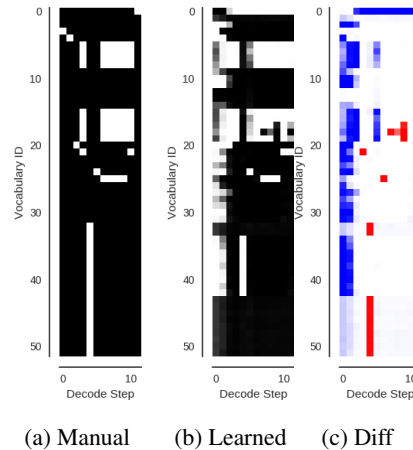 0
10
20
30
40
50
Vocabulary ID
0 10
Decode Step
(a) Manual
0
10
20
30
40
50
Vocabulary ID
0 10
Decode Step
(b) Learned
0
10
20
30
40
50
Vocabulary ID
0 10
Decode Step
(c) Diff